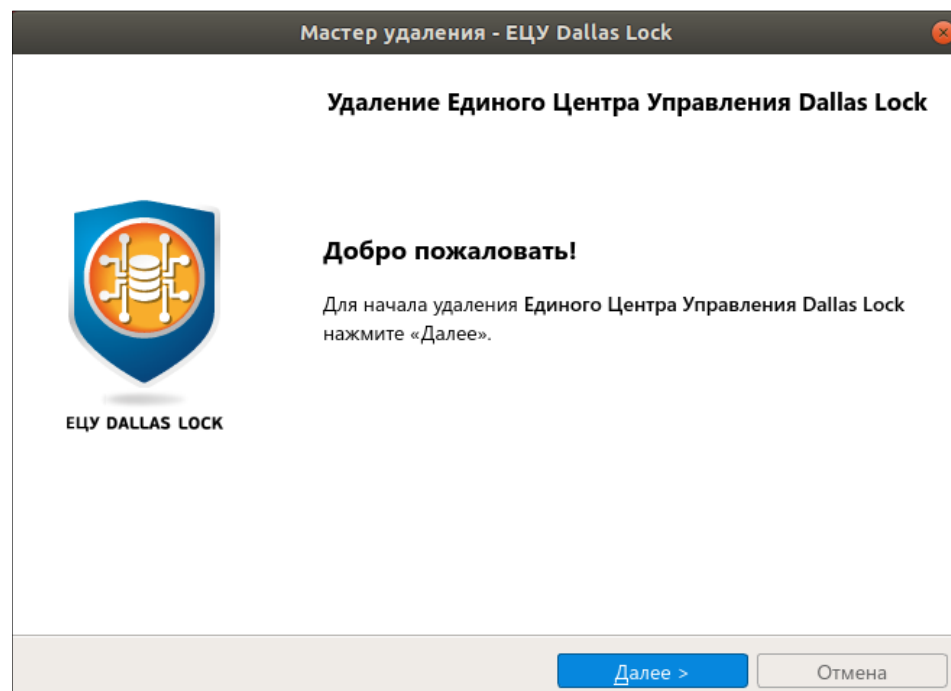 Мастер удаления - ЕЦУ Dallas Lock
Удаление Единого Центра Управления Dallas Lock
Добро пожаловать!
Для начала удаления Единого Центра Управления Dallas Lock
нажмите «Далее».
ЕЦУ DALLAS LOCK
Далее >
Отмена